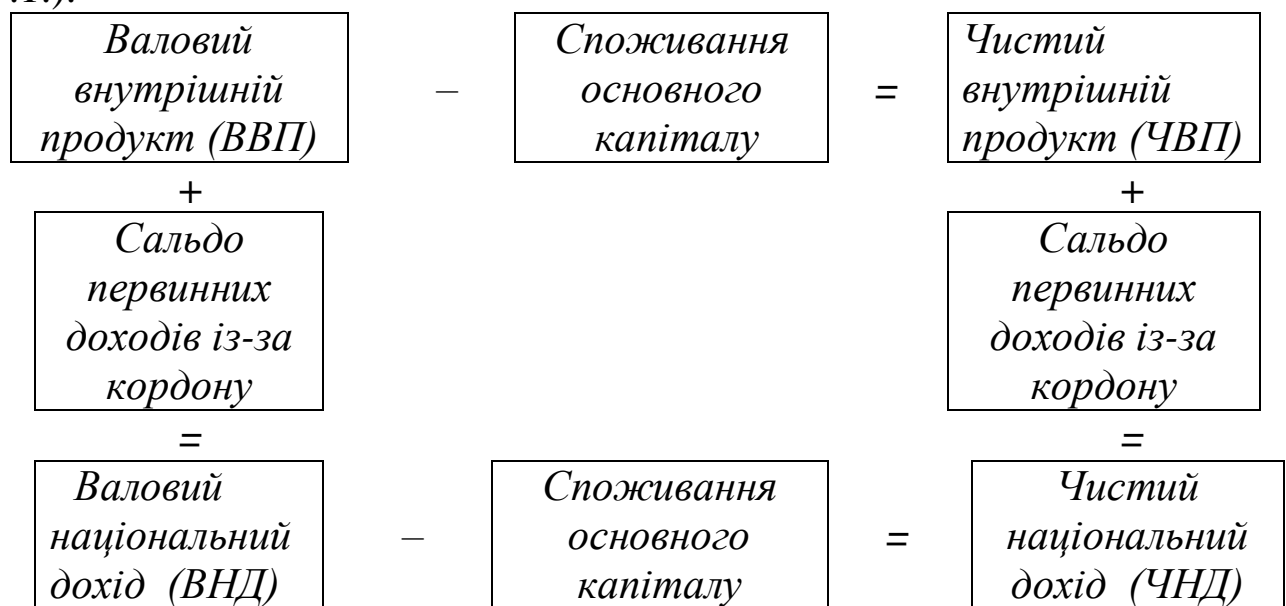 Валовий внутрішній продукт (ВВП) – Споживання основного капіталу = Чистий внутрішній продукт (ЧВП)
+ +
Сальдо первинних доходів із-за кордону Сальдо первинних доходів із-за кордону
= =
Валовий національний дохід (ВНД) – Споживання основного капіталу = Чистий національний дохід (ЧНД)